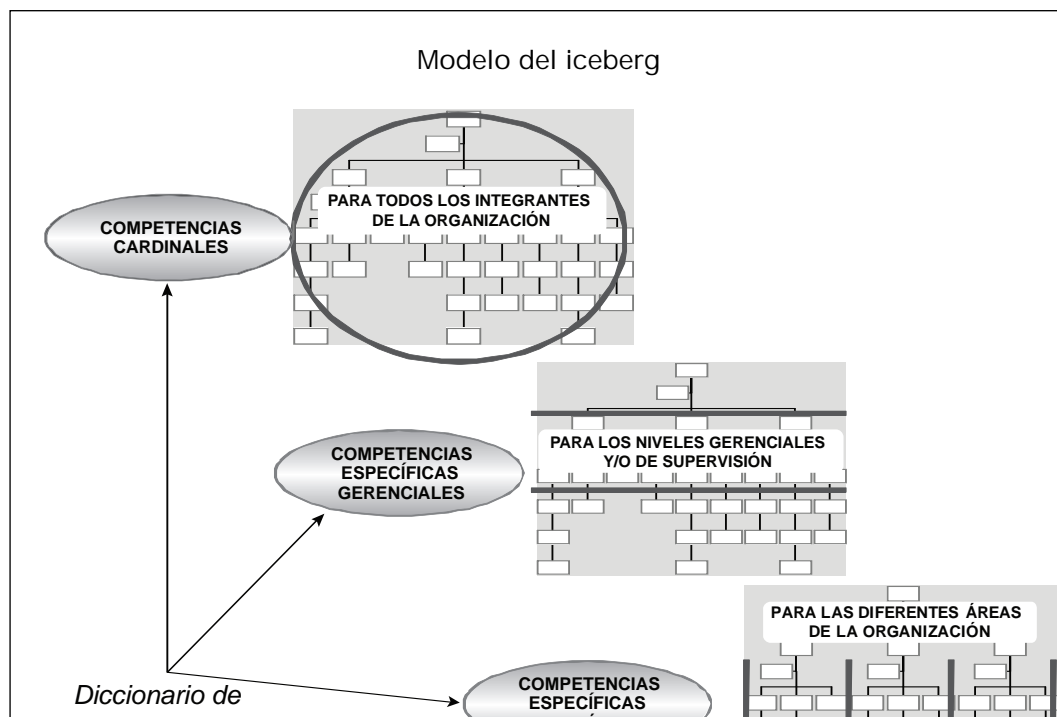 Modelo del iceberg
PARA TODOS LOS INTEGRANTES
DE LA ORGANIZACIÓN
COMPETENCIAS
CARDINALES
PARA LOS NIVELES GERENCIALES
Y/O DE SUPERVISIÓN
COMPETENCIAS
ESPECÍFICAS
GERENCIALES
PARA LAS DIFERENTES ÁREAS
DE LA ORGANIZACIÓN
Diccionario de
COMPETENCIAS
ESPECÍFICAS